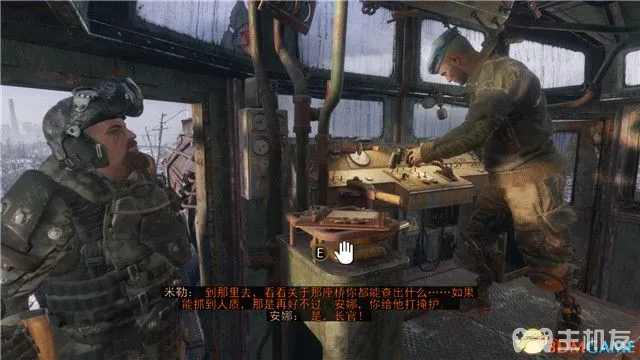 E
米勒： 到那里去，看看关于那座桥你都能查出什么……如果
能抓到人质，那是再好不过。安娜，你给他打掩护。
安娜： 是，长官！
3DMGAME
主机友